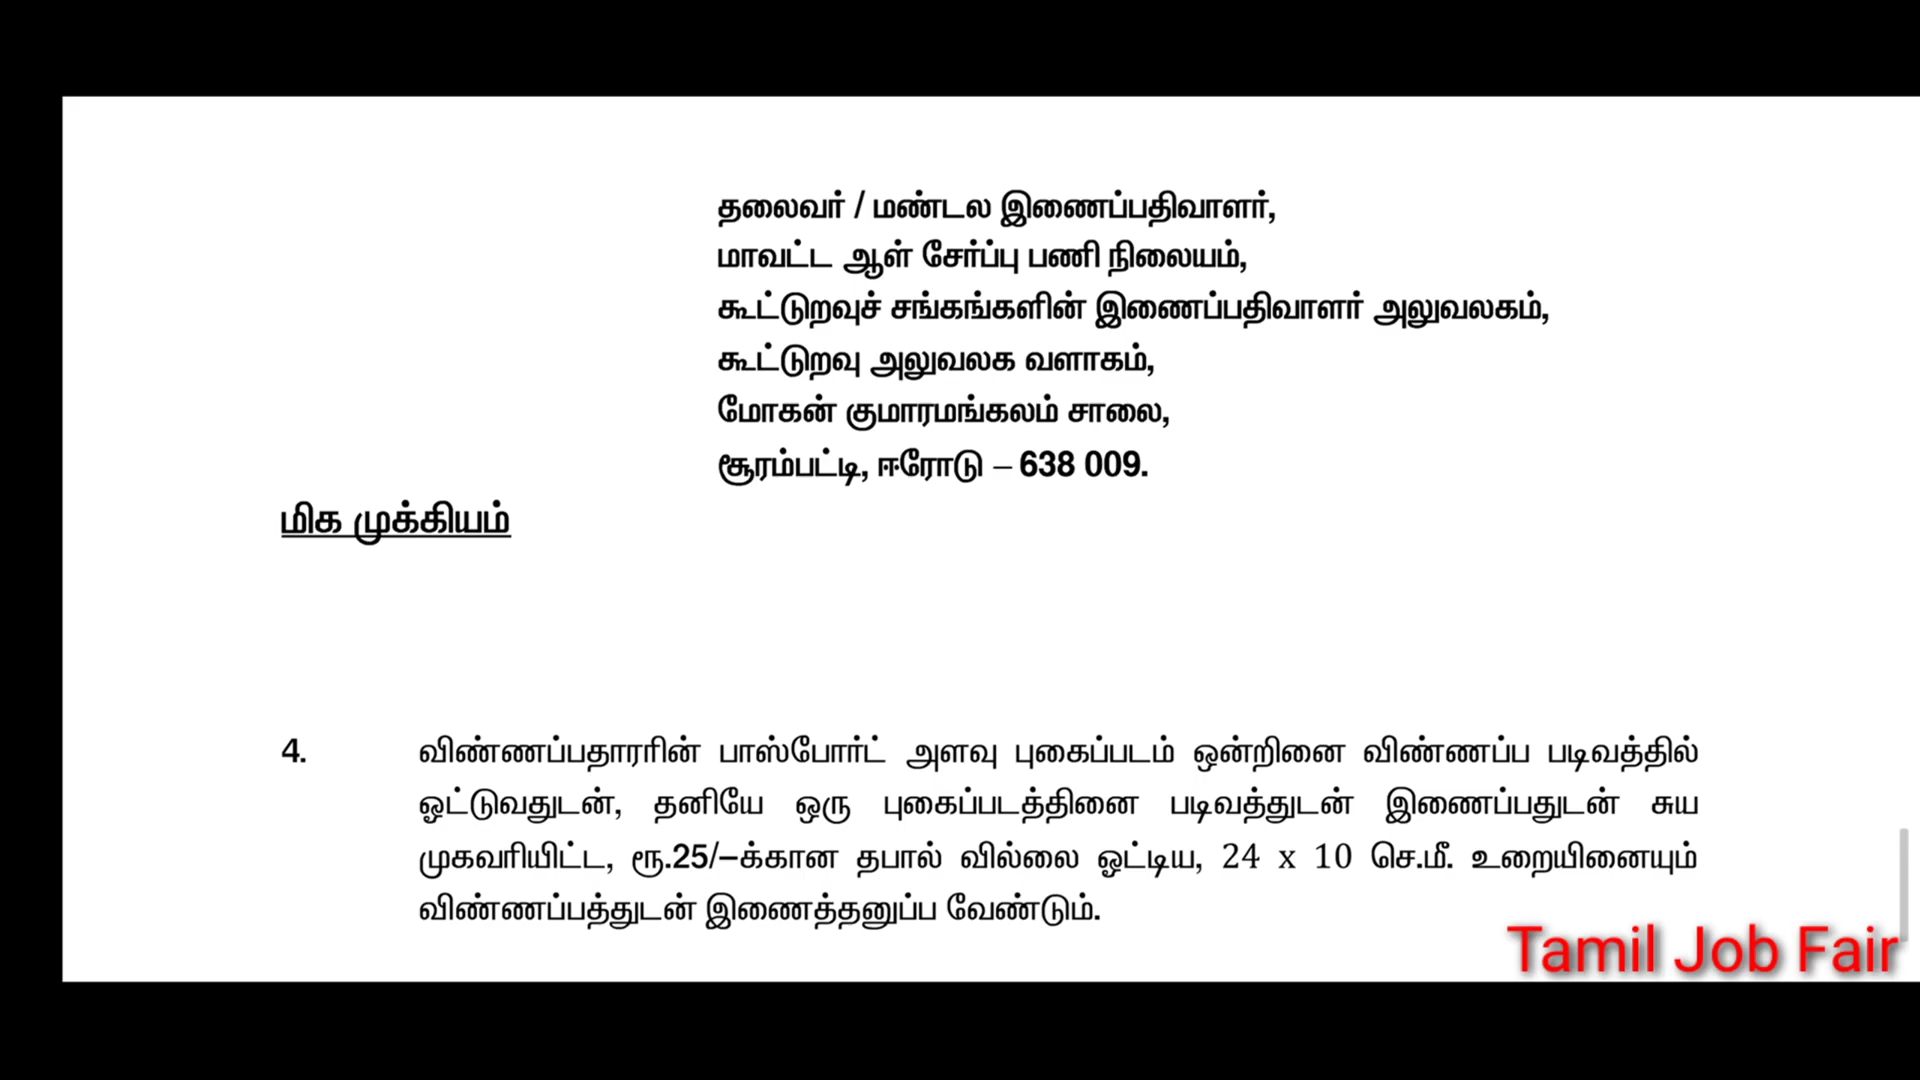 தலைவர் / மண்டல இணைப்பதிவாளர்,
மாவட்ட ஆள் சேர்ப்பு பணி நிலையம்,
கூட்டுறவுச் சங்கங்களின் இணைப்பதிவாளர் அலுவலகம்,
கூட்டுறவு அலுவலக வளாகம்,
மோகன் குமாரமங்கலம் சாலை,
சூரம்பட்டி, ஈரோடு – 638 009.
மிக முக்கியம்
4. விண்ணப்பதாரரின் பாஸ்போர்ட் அளவு புகைப்படம் ஒன்றினை விண்ணப்ப படிவத்தில்
ஓட்டுவதுடன், தனியே ஒரு புகைப்படத்தினை படிவத்துடன் இணைப்பதுடன் சுய
முகவரியிட்ட, ரூ.25/–க்கான தபால் வில்லை ஓட்டிய, 24 x 10 செ.மீ. உறையினையும்
விண்ணப்பத்துடன் இணைத்தனுப்ப வேண்டும்.
Tamil Job Fair